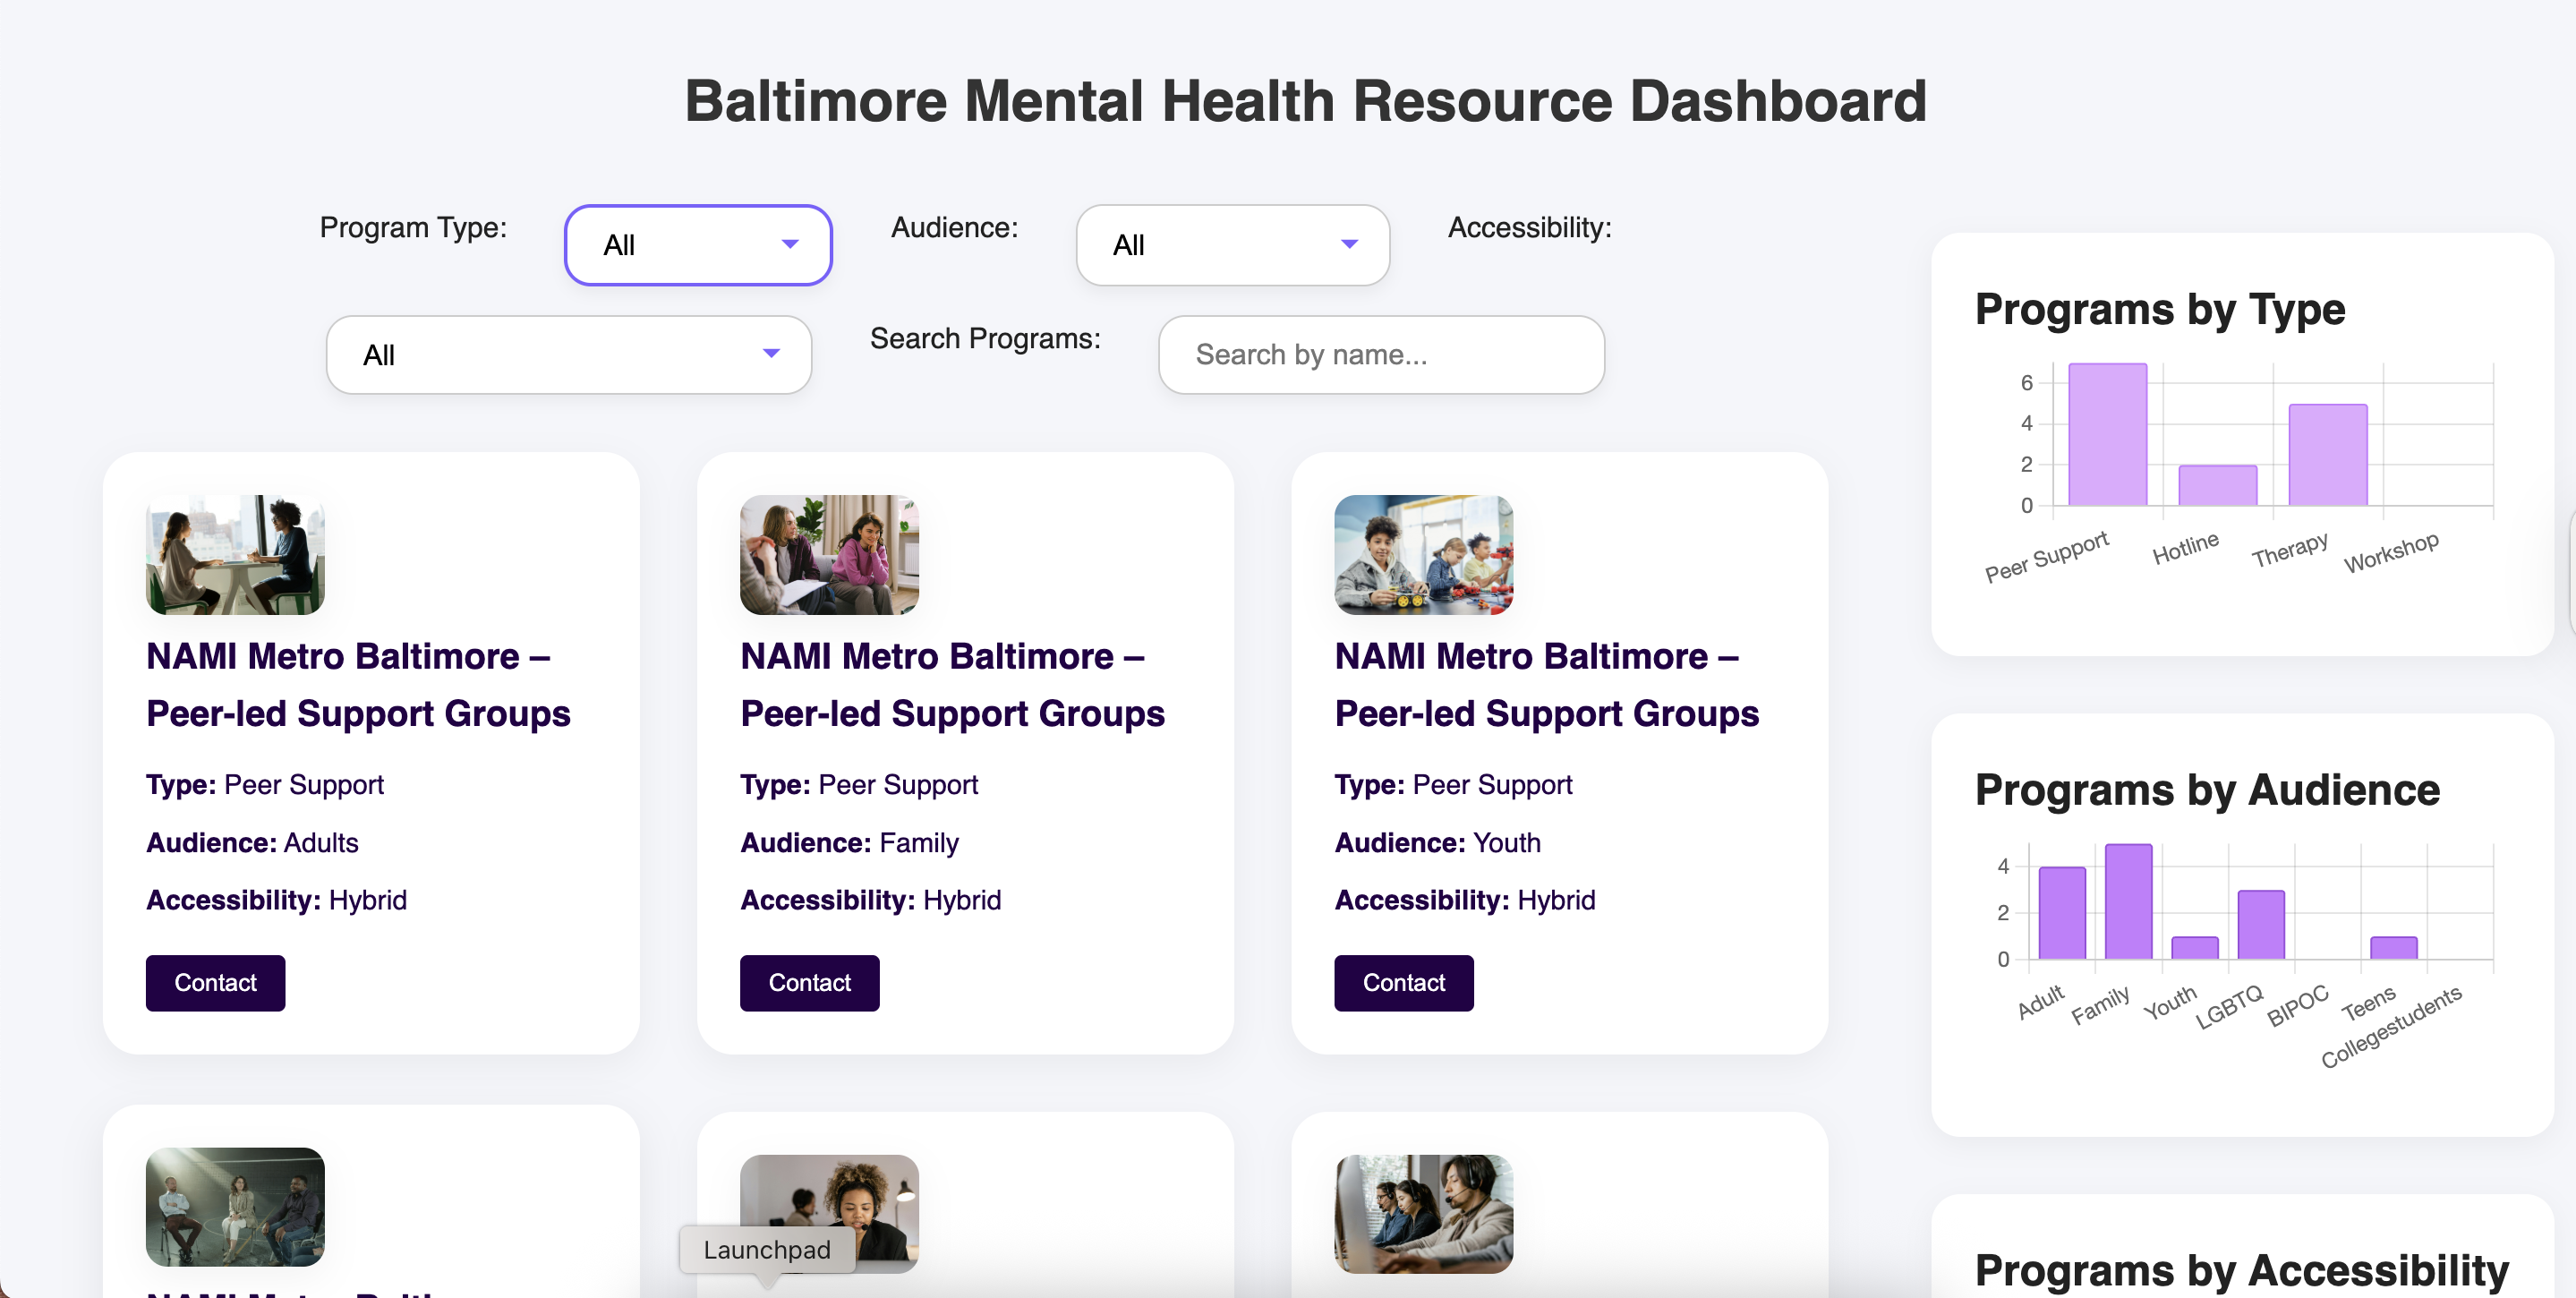 Baltimore Mental Health Resource Dashboard
Program Type:
All
Audience:
All
Accessibility:
All
Search Programs:
Search by name...
NAMI Metro Baltimore –
Peer-led Support Groups
Type: Peer Support
Audience: Adults
Accessibility: Hybrid
Contact
NAMI Metro Baltimore –
Peer-led Support Groups
Type: Peer Support
Audience: Family
Accessibility: Hybrid
Contact
NAMI Metro Baltimore –
Peer-led Support Groups
Type: Peer Support
Audience: Youth
Accessibility: Hybrid
Contact
Launchpad
Programs by Type
6
4
2
0
Peer Support
Hotline
Therapy
Workshop
Programs by Audience
4
2
0
Adult
Family
Youth
LGBTQ
BIPOC
Teens
Collegestudents
Programs by Accessibility